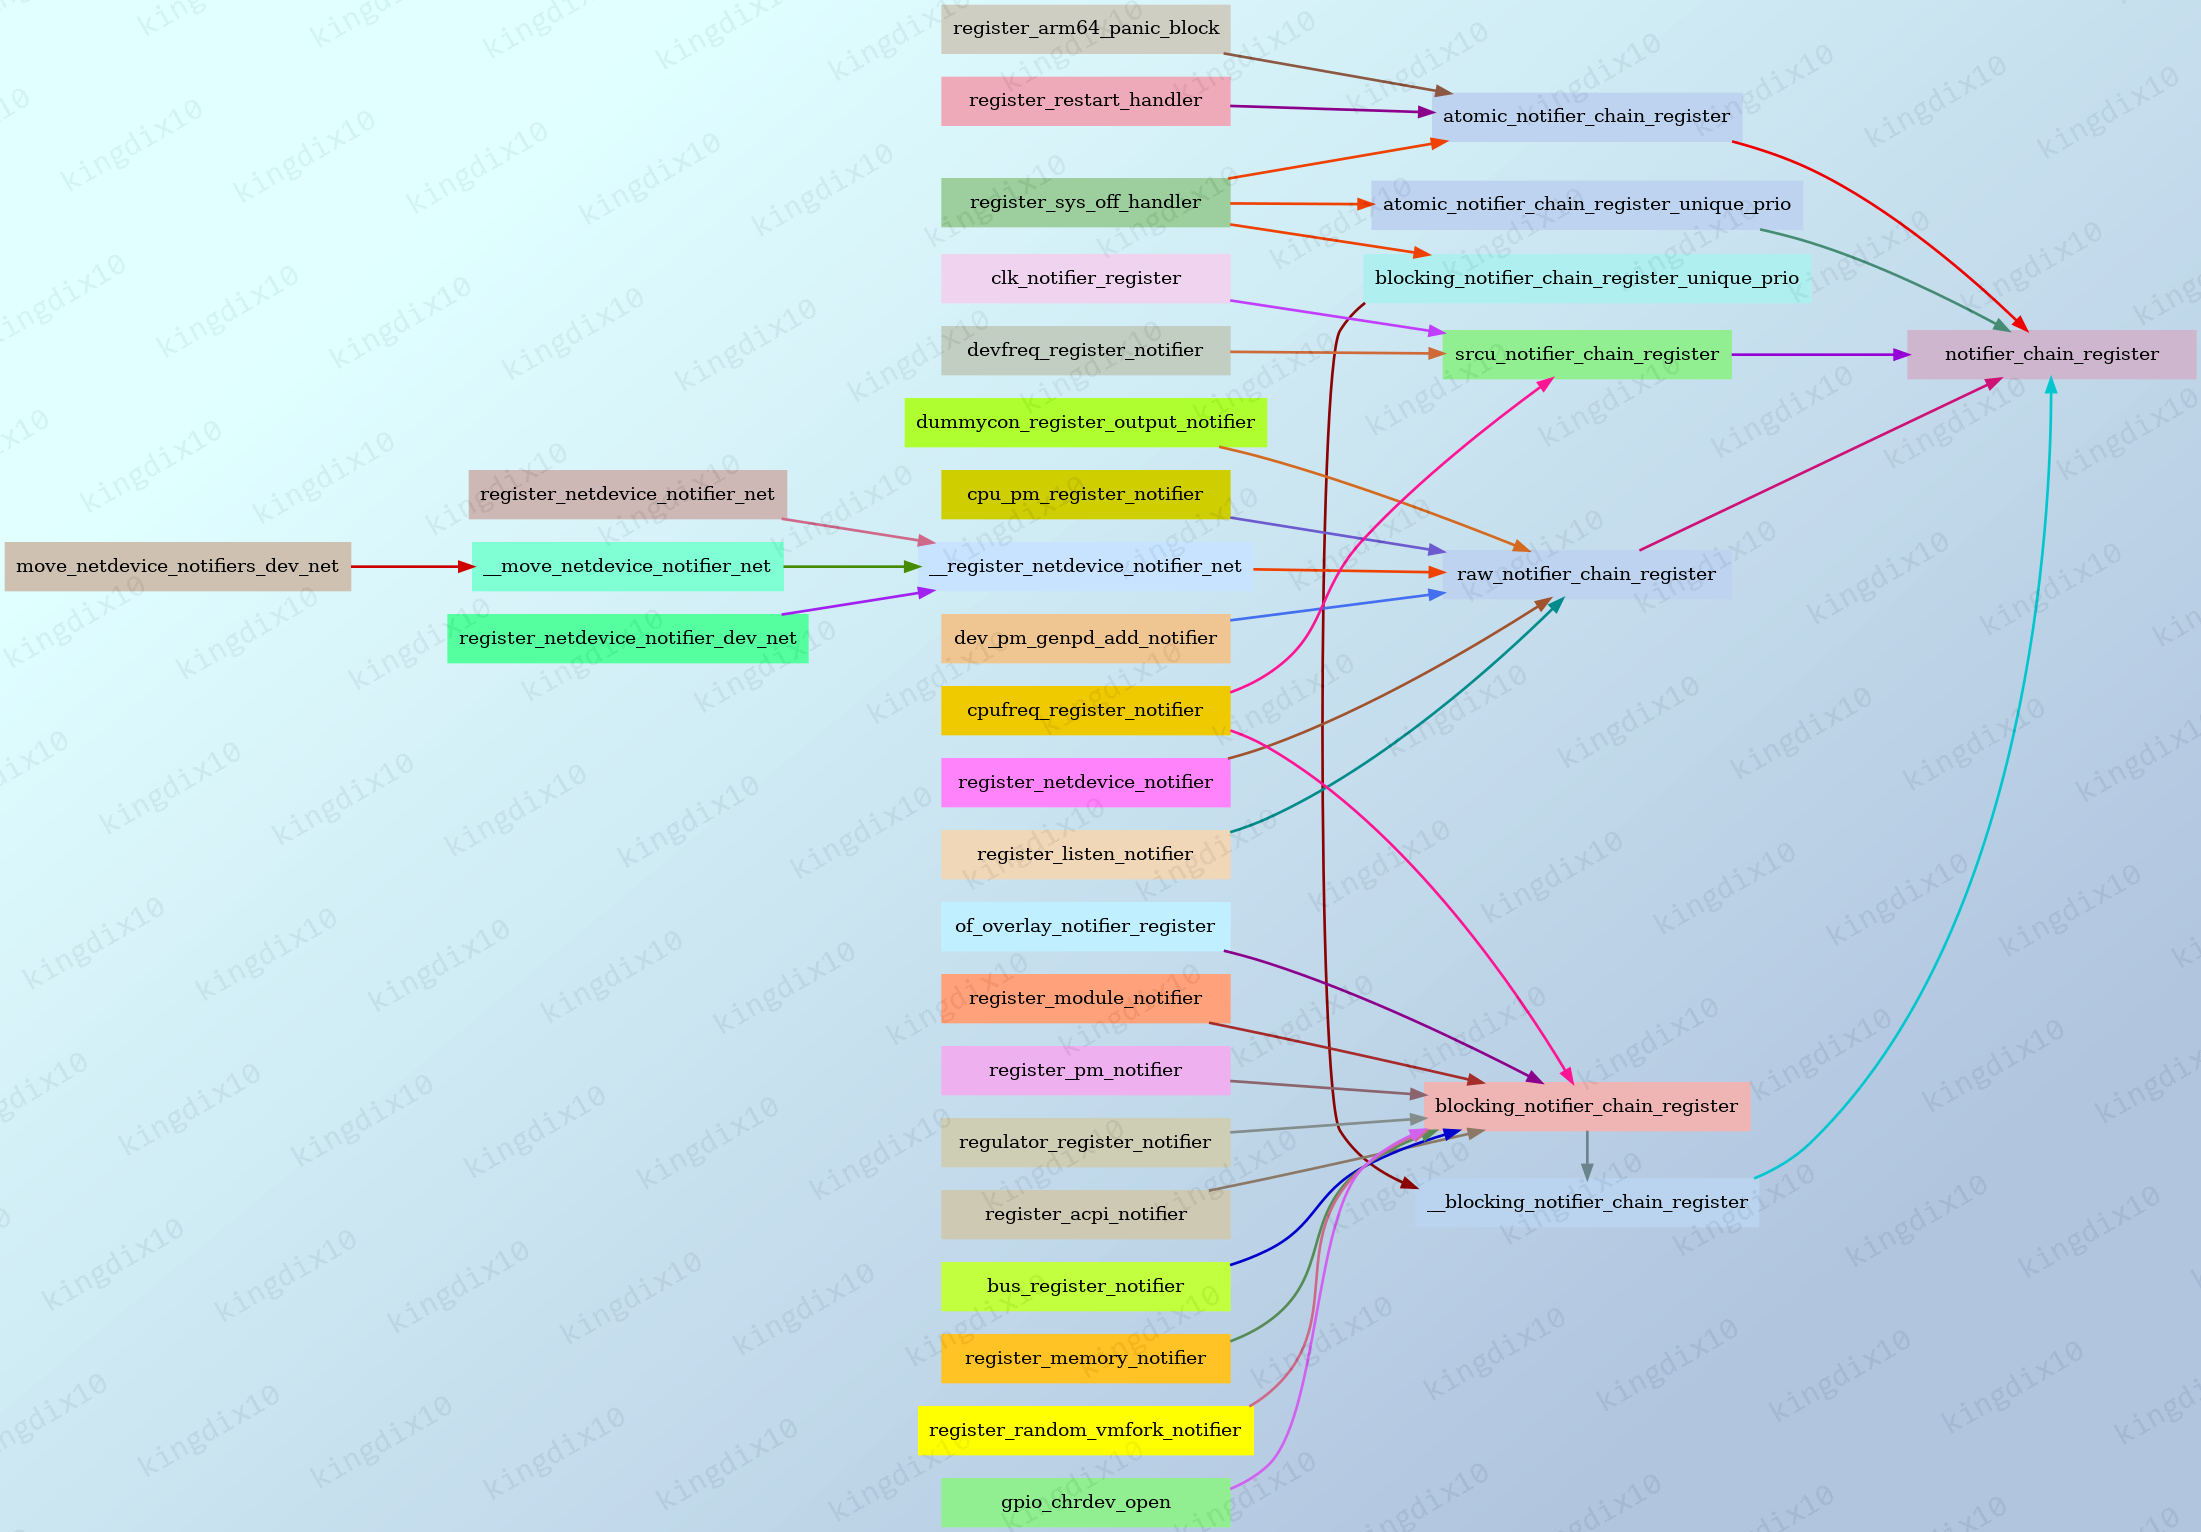 register_arm64_panic_block
register_restart_handler
atomic_notifier_chain_register
register_sys_off_handler
atomic_notifier_chain_register_unique_prio
clk_notifier_register
blocking_notifier_chain_register_unique_prio
devfreq_register_notifier
srcu_notifier_chain_register
notifier_chain_register
dummycon_register_output_notifier
register_netdevice_notifier_net
cpu_pm_register_notifier
move_netdevice_notifiers_dev_net
__move_netdevice_notifier_net
__register_netdevice_notifier_net
raw_notifier_chain_register
register_netdevice_notifier_dev_net
dev_pm_genpd_add_notifier
cpufreq_register_notifier
register_netdevice_notifier
register_listen_notifier
of_overlay_notifier_register
register_module_notifier
register_pm_notifier
blocking_notifier_chain_register
regulator_register_notifier
register_acpi_notifier
__blocking_notifier_chain_register
bus_register_notifier
register_memory_notifier
register_random_vmfork_notifier
gpio_chrdev_open
kingdix10